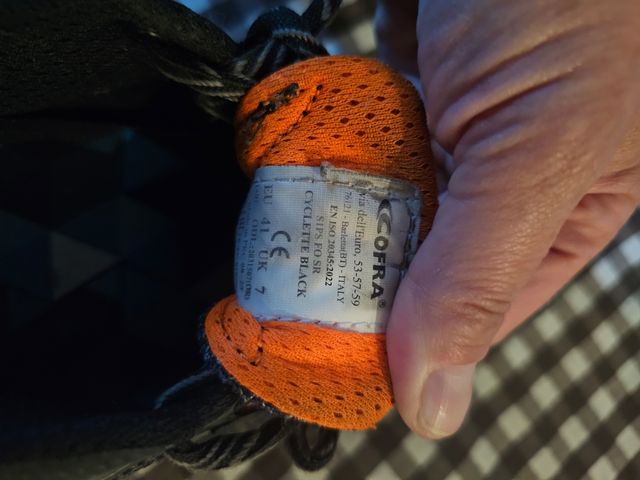 COFRA®
Via dell'Euro, 53-57-59
76121 - Barletta(BT) - ITALY
EN ISO 20345:2022
S1PS FO SR
CYCLETTE BLACK
CE
EU 41 UK 7